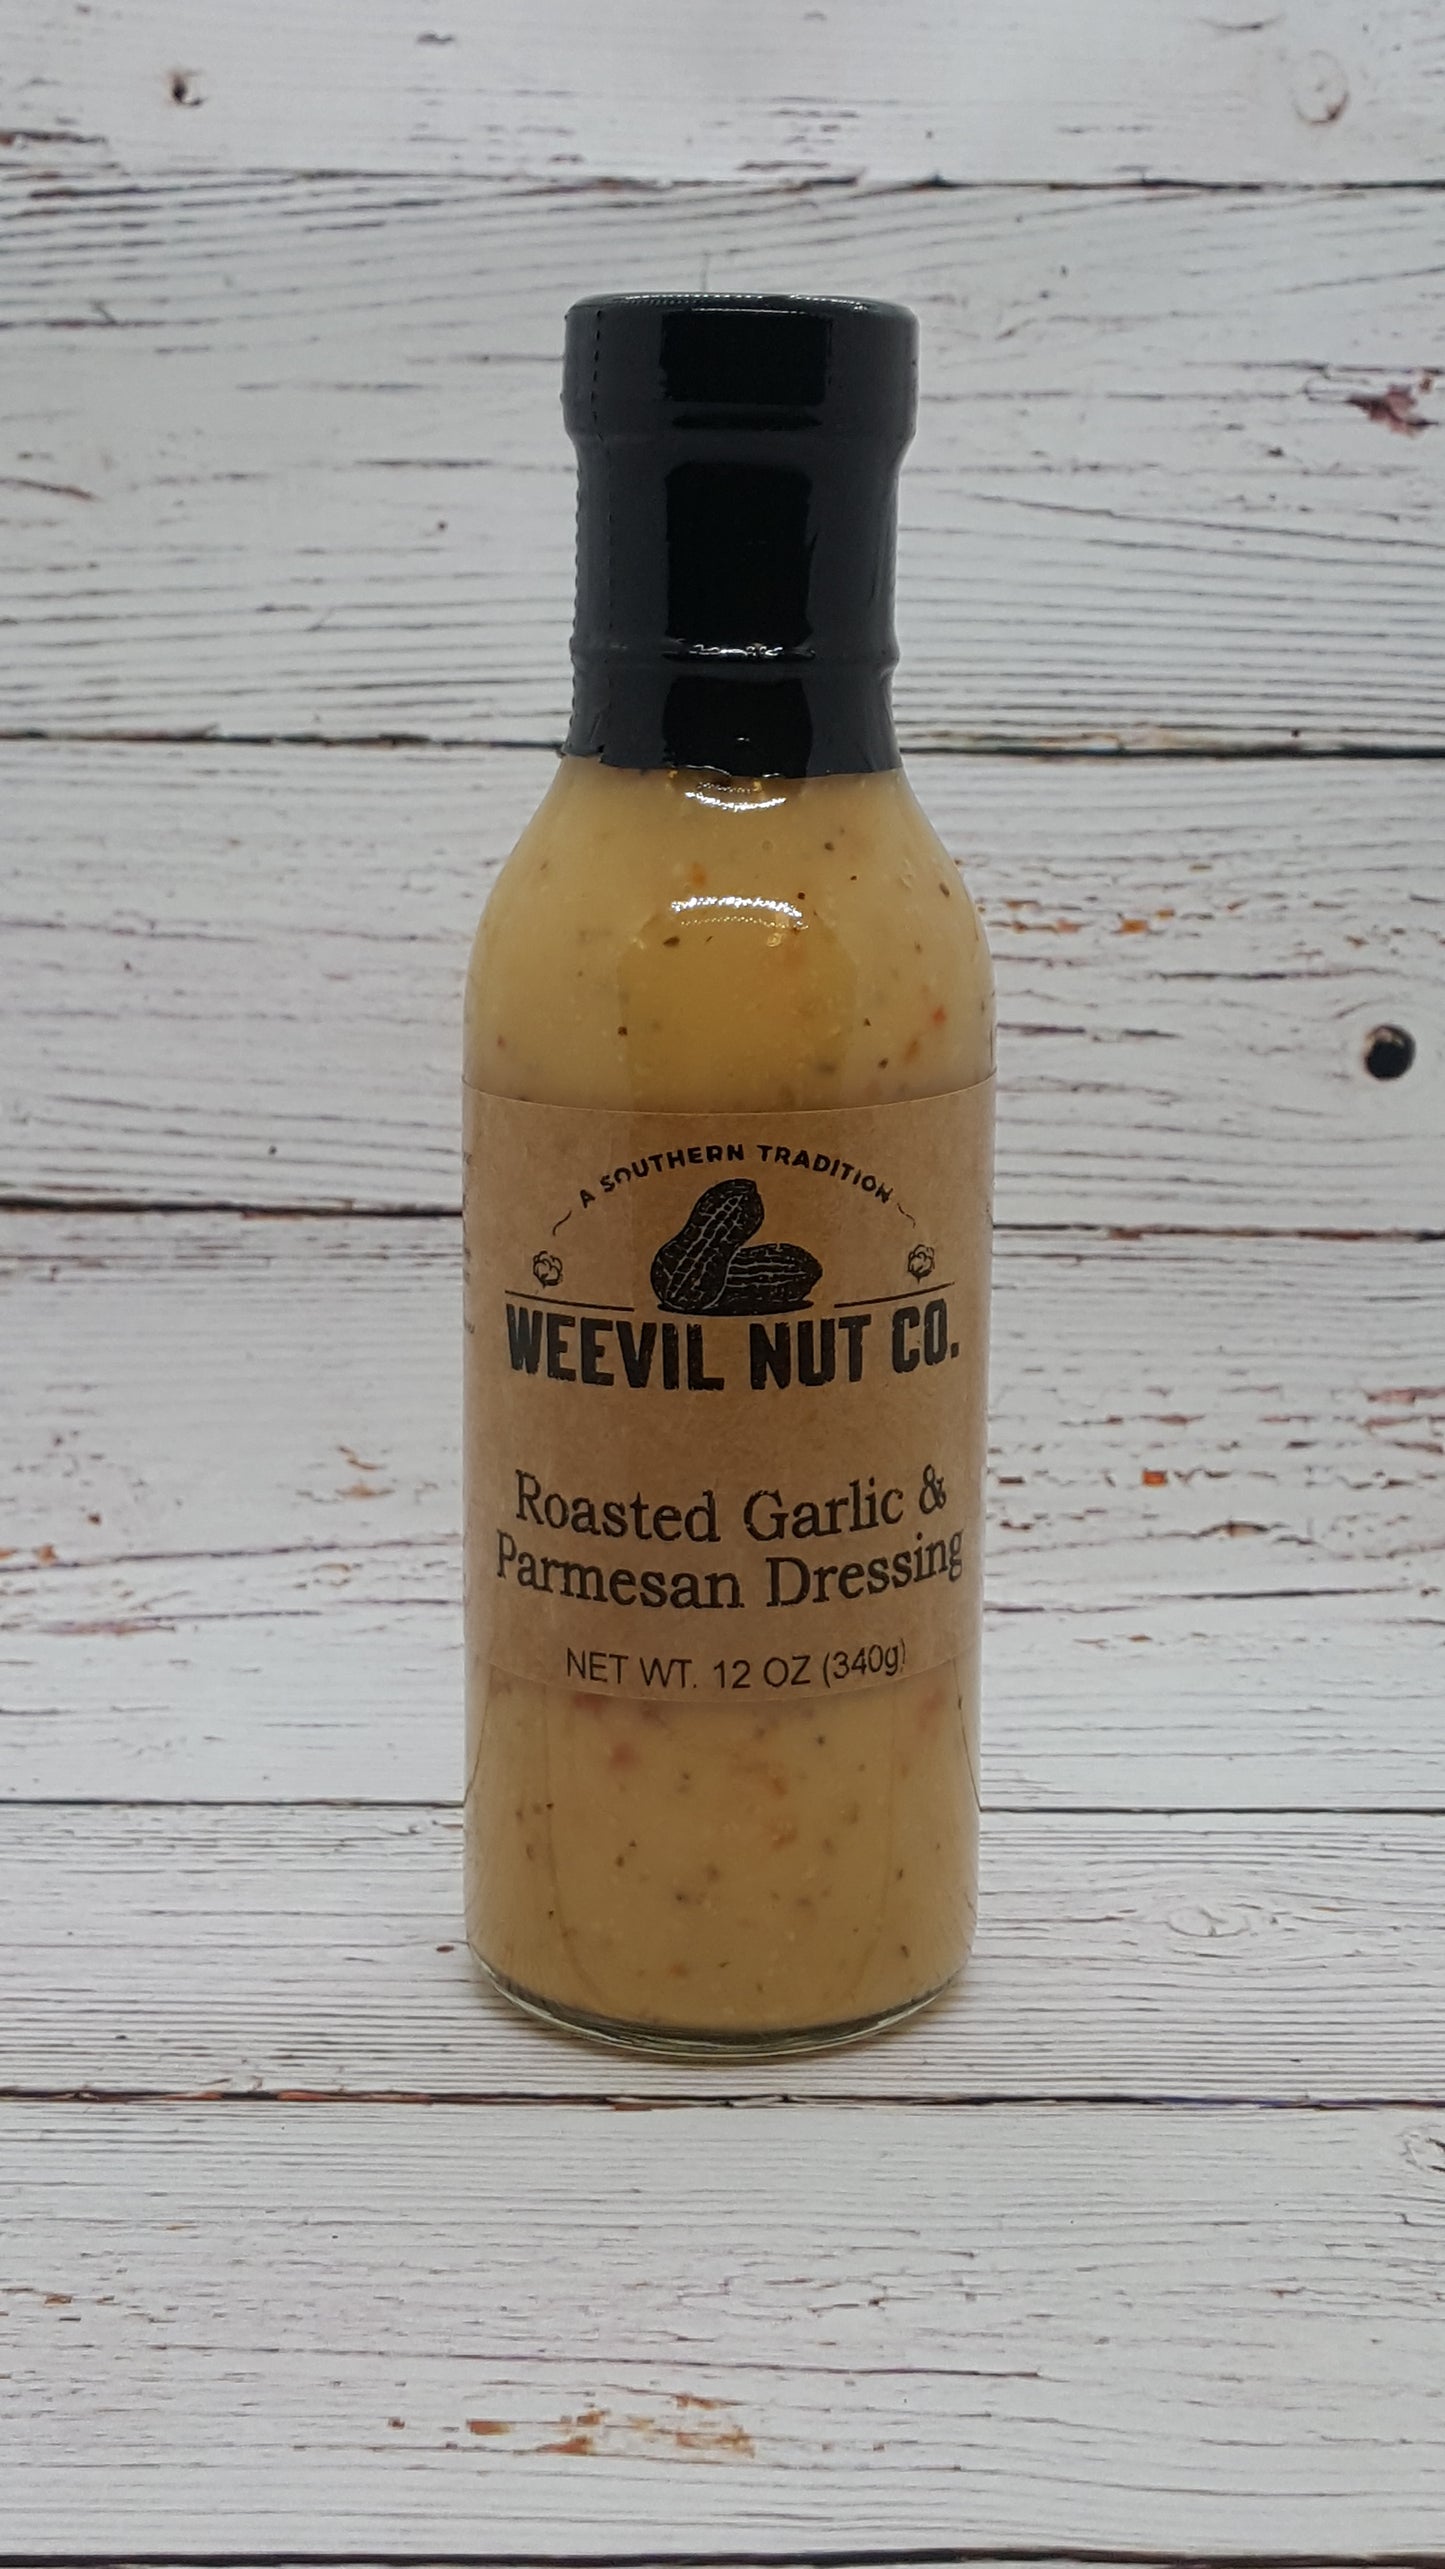 A SOUTHERN TRADITION
WEEVIL NUT CO.
Roasted Garlic &
Parmesan Dressing
NET WT. 12 OZ (340g)